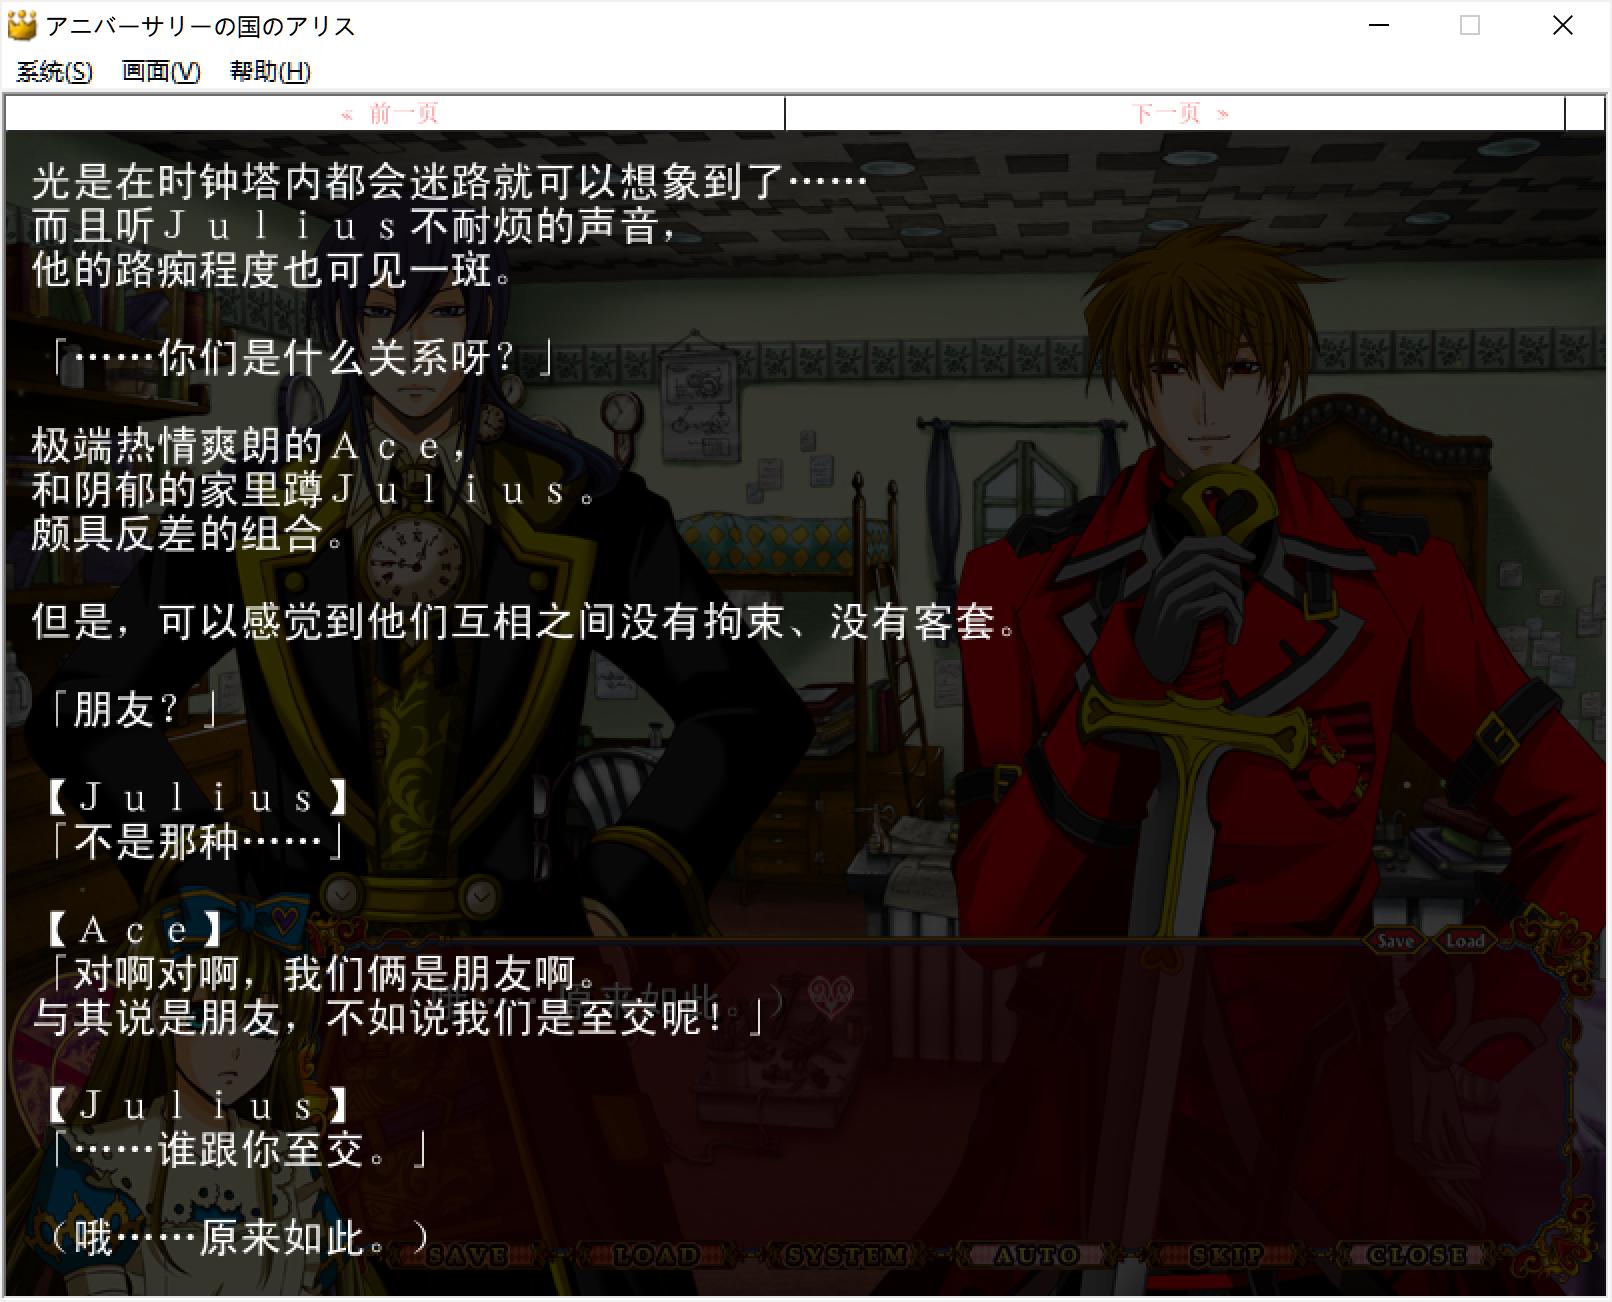 アニバーサリーの国のアリス
系统(S) 画面(V) 帮助(H)
« 前一页 下一页 »
光是在时钟塔内都会迷路就可以想象到了……
而且听Ｊｕｌｉｕｓ不耐烦的声音，
他的路痴程度也可见一斑。
「……你们是什么关系呀？」
极端热情爽朗的Ａｃｅ，
和阴郁的家里蹲Ｊｕｌｉｕｓ。
颇具反差的组合。
但是，可以感觉到他们互相之间没有拘束、没有客套。
「朋友？」
【Ｊｕｌｉｕｓ】
「不是那种……」
【Ａｃｅ】
「对啊对啊，我们俩是朋友啊。
与其说是朋友，不如说我们是至交呢！」
【Ｊｕｌｉｕｓ】
「……谁跟你至交。」
（哦……原来如此。）
Save Load
（哦……原来如此。）
SAVE LOAD SYSTEM AUTO SKIP CLOSE